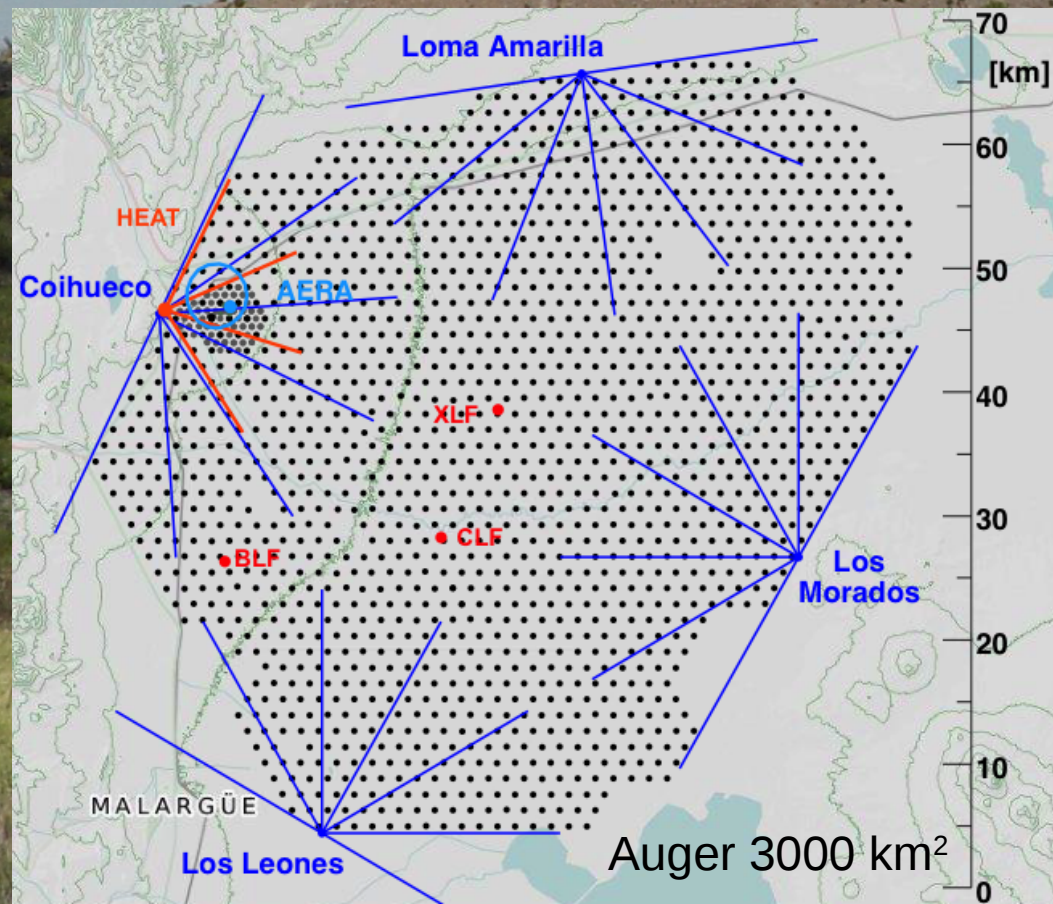 70
Loma Amarilla
[km]
60
HEAT
50
Coihueco
AERA
40
XLF
30
CLF
BLF
Los
Morados
20
10
MALARGÜE
Los Leones
Auger 3000 km²
0